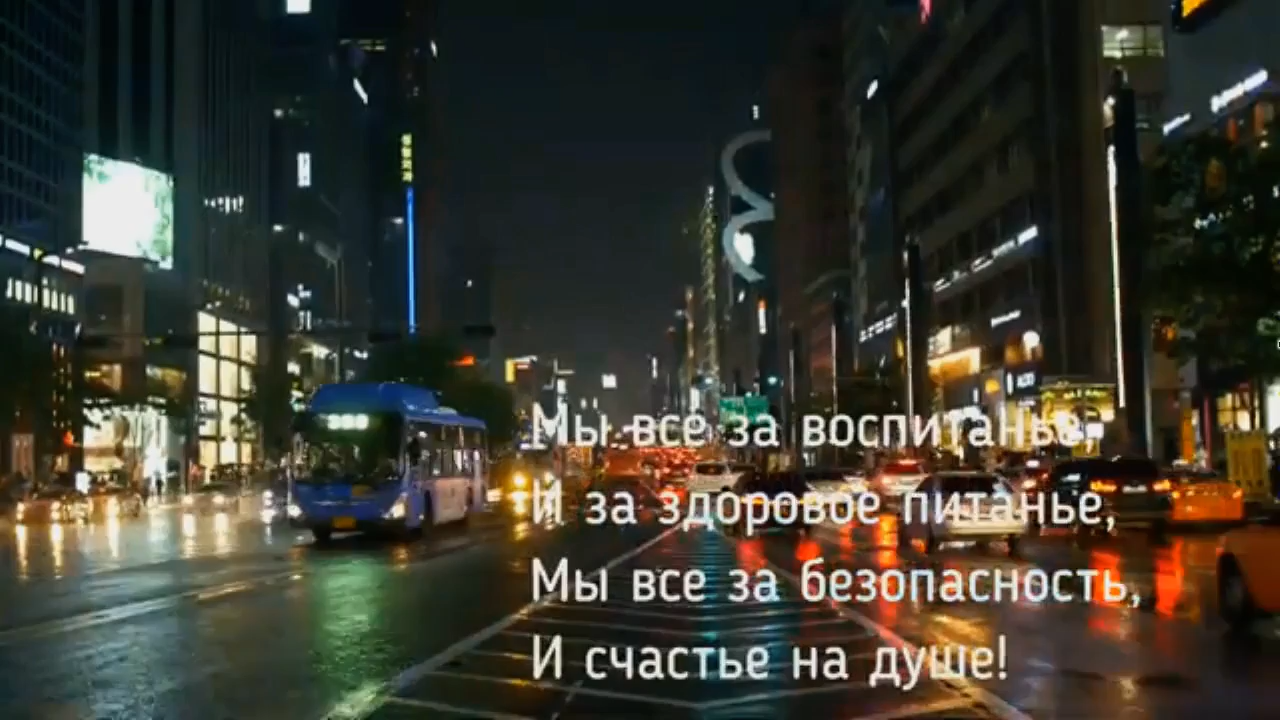 Мы все за воспитанье,
И за здоровое питанье,
Мы все за безопасность,
И счастье на душе!